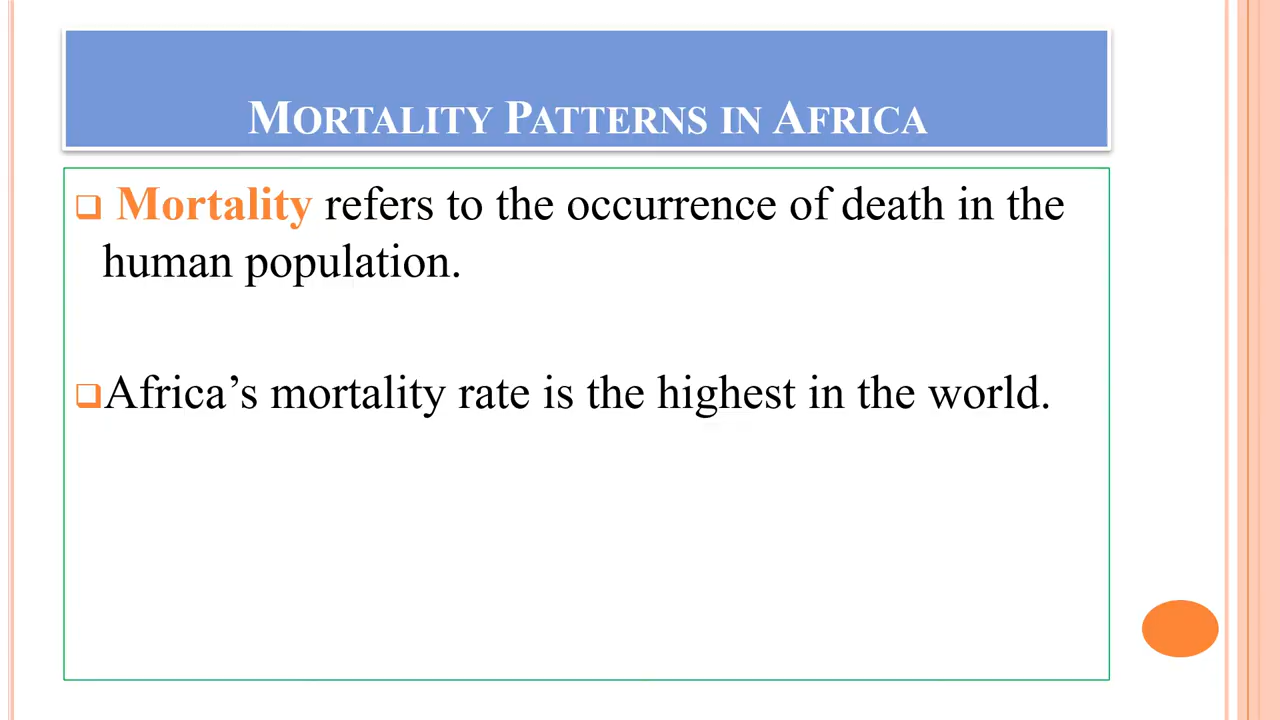 MORTALITY PATTERNS IN AFRICA
Mortality refers to the occurrence of death in the
human population.
Africa’s mortality rate is the highest in the world.